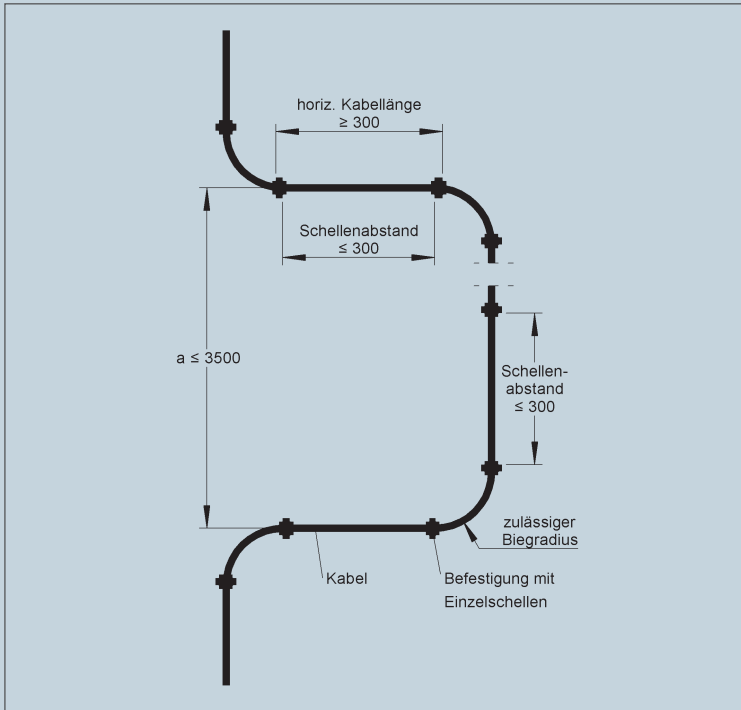 horiz. Kabellänge
≥ 300
Schellenabstand
≤ 300
a ≤ 3500
Schellen-
abstand
≤ 300
zulässiger
Biegradius
Kabel
Befestigung mit
Einzelschellen